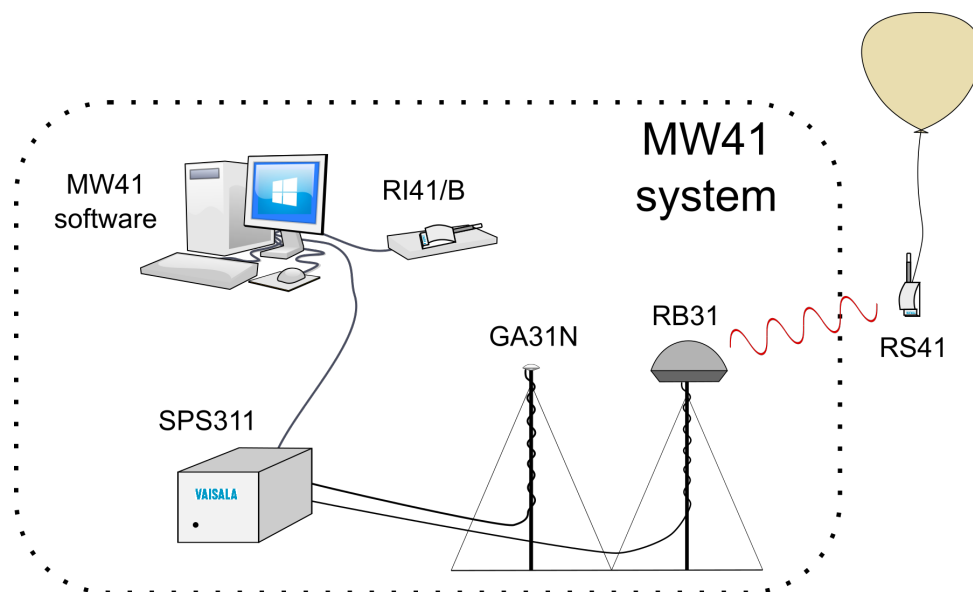 MW41
system
MW41
software
RI41/B
GA31N
RB31
RS41
SPS311
VAISALA